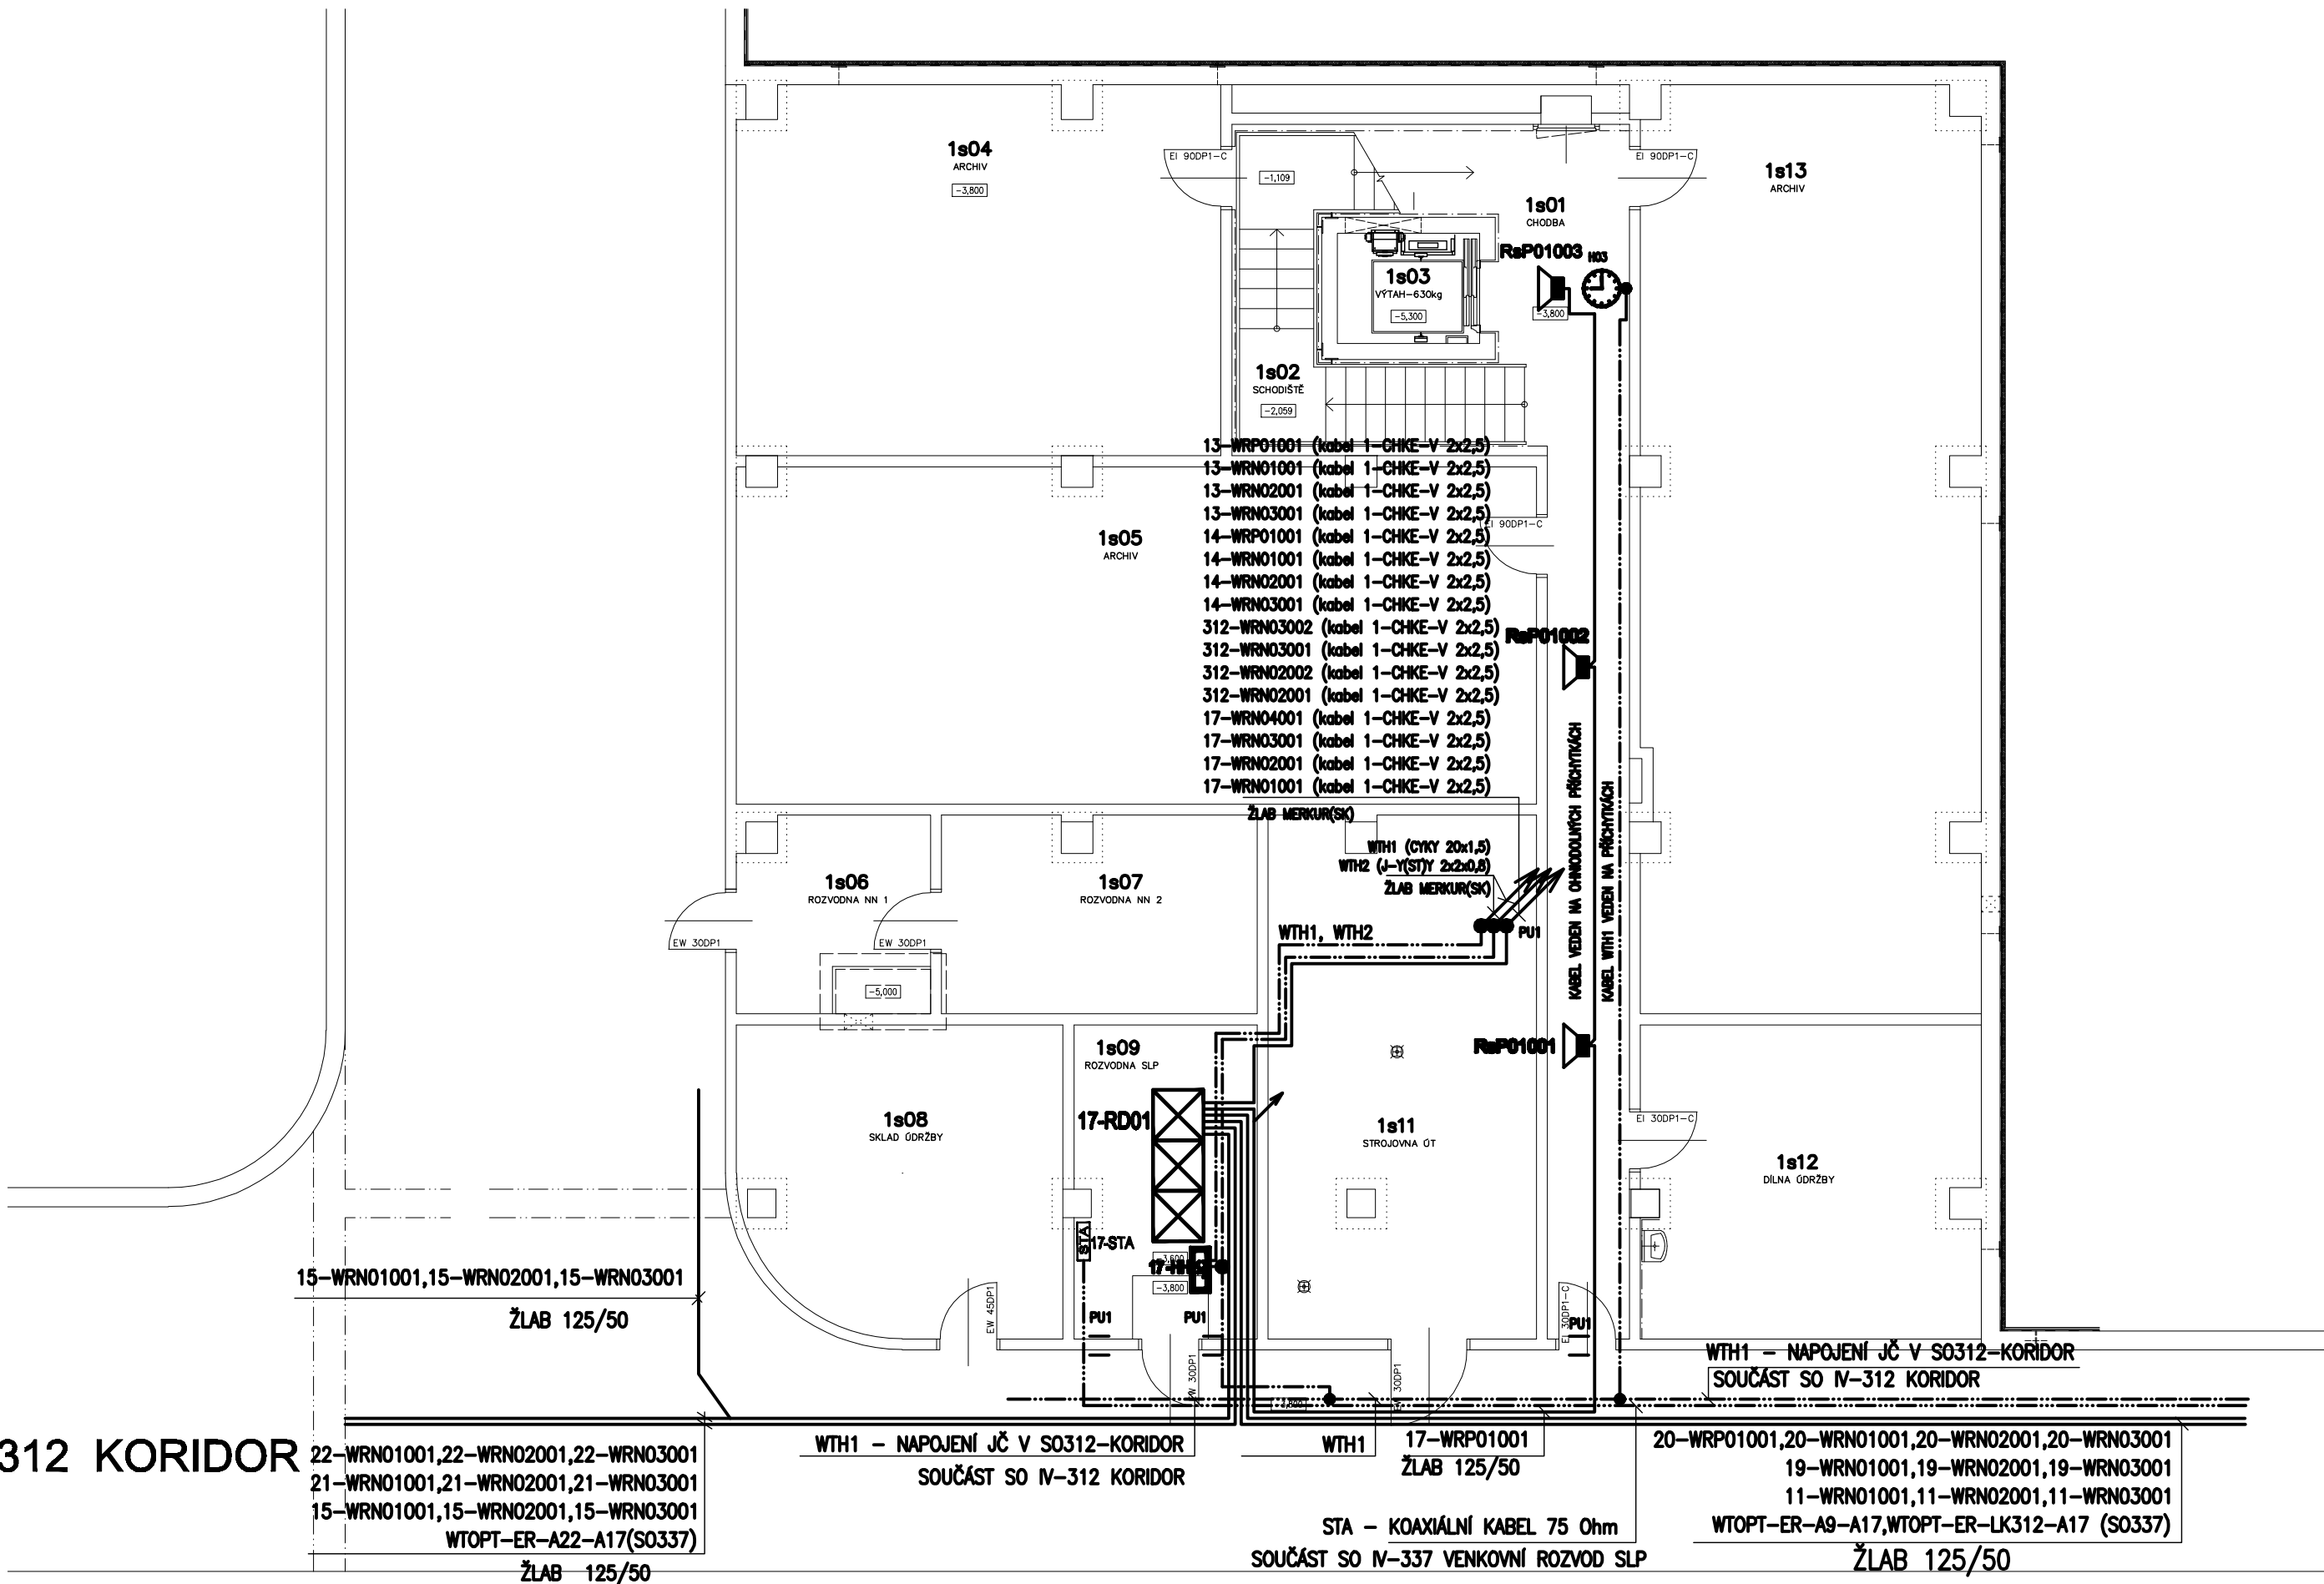 1s04
ARCHIV
-3,800
EI 90DP1-C
-1,109
EI 90DP1-C
1s13
ARCHIV
1s01
CHODBA
RsP01003
H03
-3,800
1s03
VÝTAH-630kg
-5,300
1s02
SCHODIŠTĚ
-2,059
13-WRP01001 (kabel 1-CHKE-V 2x2,5)
13-WRN01001 (kabel 1-CHKE-V 2x2,5)
13-WRN02001 (kabel 1-CHKE-V 2x2,5)
13-WRN03001 (kabel 1-CHKE-V 2x2,5)
14-WRP01001 (kabel 1-CHKE-V 2x2,5)
14-WRN01001 (kabel 1-CHKE-V 2x2,5)
14-WRN02001 (kabel 1-CHKE-V 2x2,5)
14-WRN03001 (kabel 1-CHKE-V 2x2,5)
312-WRN03002 (kabel 1-CHKE-V 2x2,5)
312-WRN03001 (kabel 1-CHKE-V 2x2,5)
312-WRN02002 (kabel 1-CHKE-V 2x2,5)
312-WRN02001 (kabel 1-CHKE-V 2x2,5)
17-WRN04001 (kabel 1-CHKE-V 2x2,5)
17-WRN03001 (kabel 1-CHKE-V 2x2,5)
17-WRN02001 (kabel 1-CHKE-V 2x2,5)
17-WRN01001 (kabel 1-CHKE-V 2x2,5)
ŽLAB MERKUR(SK)
EI 90DP1-C
1s05
ARCHIV
RsP01002
KABEL VEDEN NA OHNIODOLNÝCH PŘÍCHYTKÁCH
KABEL WTH1 VEDEN NA PŘÍCHYTKÁCH
WTH1 (CYKY 20x1,5)
WTH2 (J-Y(ST)Y 2x2x0,8)
ŽLAB MERKUR(SK)
1s06
ROZVODNA NN 1
1s07
ROZVODNA NN 2
EW 30DP1
EW 30DP1
WTH1, WTH2
PU1
-5,000
1s09
ROZVODNA SLP
RsP01001
17-RD01
1s08
SKLAD ÚDRŽBY
1s11
STROJOVNA ÚT
EI 30DP1-C
1s12
DÍLNA ÚDRŽBY
STA
17-STA
-3,600
-3,800
PU1
PU1
PU1
EW 45DP1
EW 30DP1
EW 30DP1
EI 30DP1-C
-3,800
15-WRN01001,15-WRN02001,15-WRN03001
ŽLAB 125/50
WTH1 - NAPOJENÍ JČ V SO312-KORIDOR
SOUČÁST SO IV-312 KORIDOR
312 KORIDOR
22-WRN01001,22-WRN02001,22-WRN03001
21-WRN01001,21-WRN02001,21-WRN03001
15-WRN01001,15-WRN02001,15-WRN03001
WTOPT-ER-A22-A17(SO337)
ŽLAB 125/50
WTH1 - NAPOJENÍ JČ V SO312-KORIDOR
SOUČÁST SO IV-312 KORIDOR
WTH1
17-WRP01001
ŽLAB 125/50
STA - KOAXIÁLNÍ KABEL 75 Ohm
SOUČÁST SO IV-337 VENKOVNÍ ROZVOD SLP
20-WRP01001,20-WRN01001,20-WRN02001,20-WRN03001
19-WRN01001,19-WRN02001,19-WRN03001
11-WRN01001,11-WRN02001,11-WRN03001
WTOPT-ER-A9-A17,WTOPT-ER-LK312-A17 (SO337)
ŽLAB 125/50